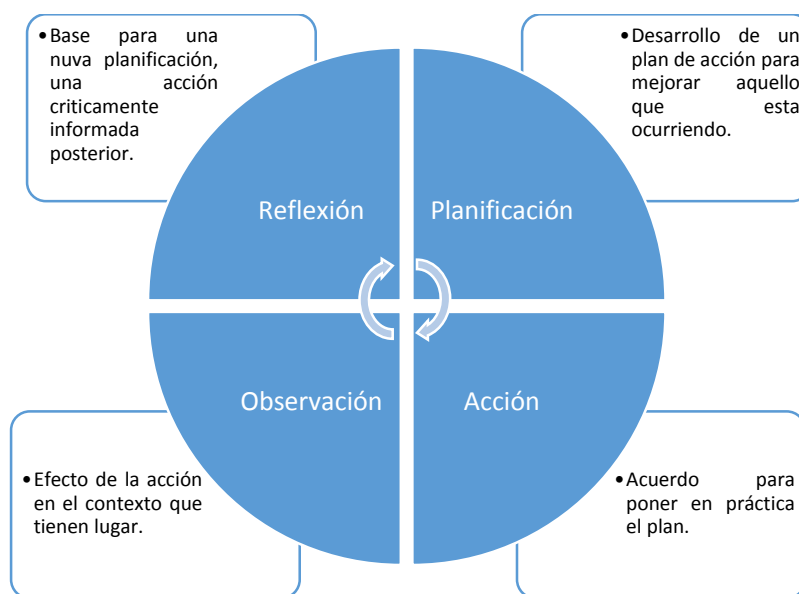 •Base para una
nuva planificación,
una acción
criticamente
informada
posterior.
•Desarrollo de un
plan de acción para
mejorar aquello
que esta
ocurriendo.
Reflexión
Planificación
Observación
Acción
•Efecto de la acción
en el contexto que
tienen lugar.
•Acuerdo para
poner en práctica
el plan.